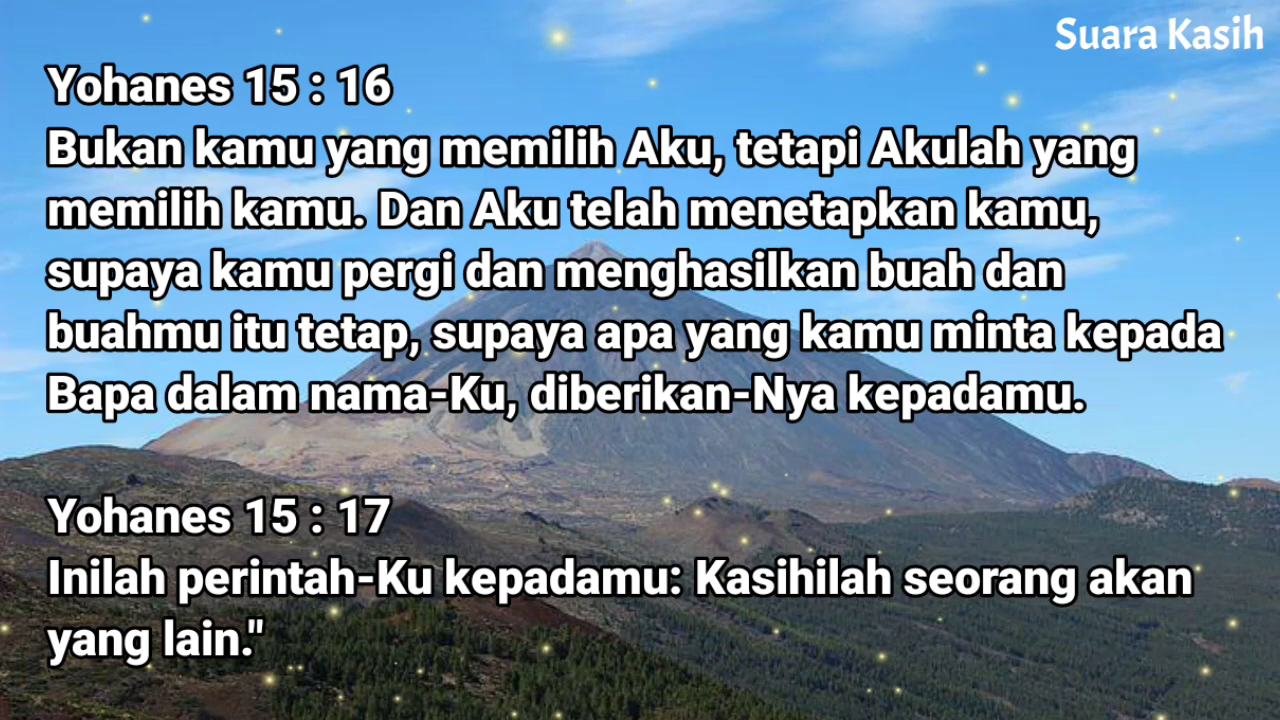 Suara Kasih
Yohanes 15 : 16
Bukan kamu yang memilih Aku, tetapi Akulah yang
memilih kamu. Dan Aku telah menetapkan kamu,
supaya kamu pergi dan menghasilkan buah dan
buahmu itu tetap, supaya apa yang kamu minta kepada
Bapa dalam nama-Ku, diberikan-Nya kepadamu.
Yohanes 15 : 17
Inilah perintah-Ku kepadamu: Kasihilah seorang akan
yang lain."